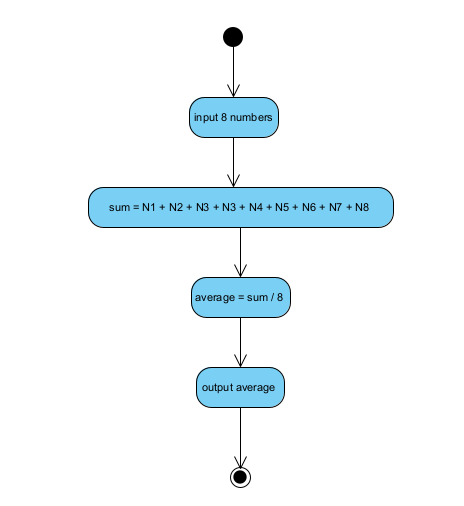 input 8 numbers
sum = N1 + N2 + N3 + N3 + N4 + N5 + N6 + N7 + N8
average = sum / 8
output average